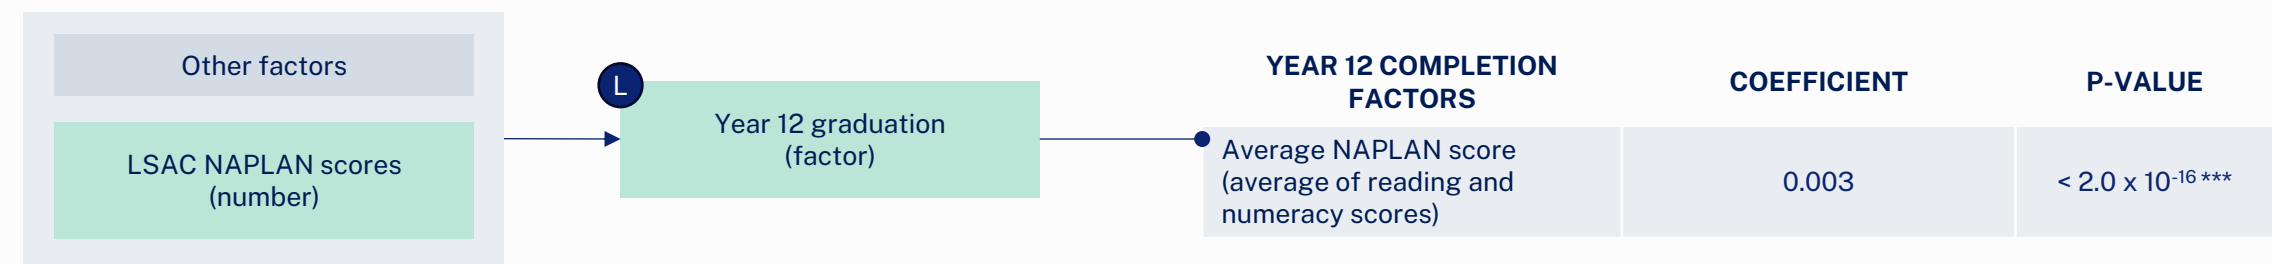 Other factors
LSAC NAPLAN scores
(number)
L
Year 12 graduation
(factor)
YEAR 12 COMPLETION
FACTORS
COEFFICIENT
P-VALUE
Average NAPLAN score
(average of reading and
numeracy scores)
0.003
< 2.0 x 10⁻¹⁶ ***